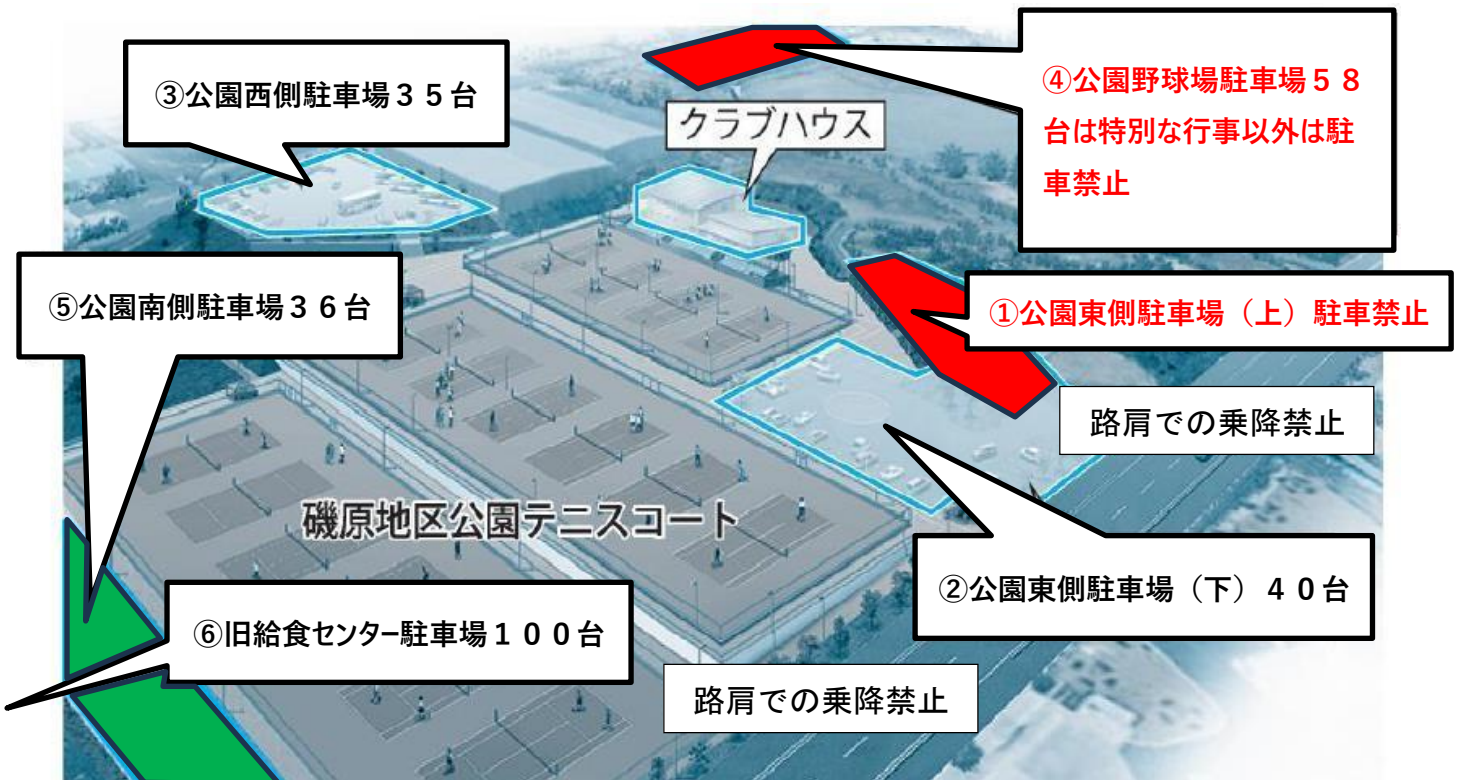 ④公園野球場駐車場５８
台は特別な行事以外は駐
車禁止
③公園西側駐車場３５台
クラブハウス
⑤公園南側駐車場３６台
①公園東側駐車場（上）駐車禁止
路肩での乗降禁止
磯原地区公園テニスコート
②公園東側駐車場（下）４０台
⑥旧給食センター駐車場１００台
路肩での乗降禁止